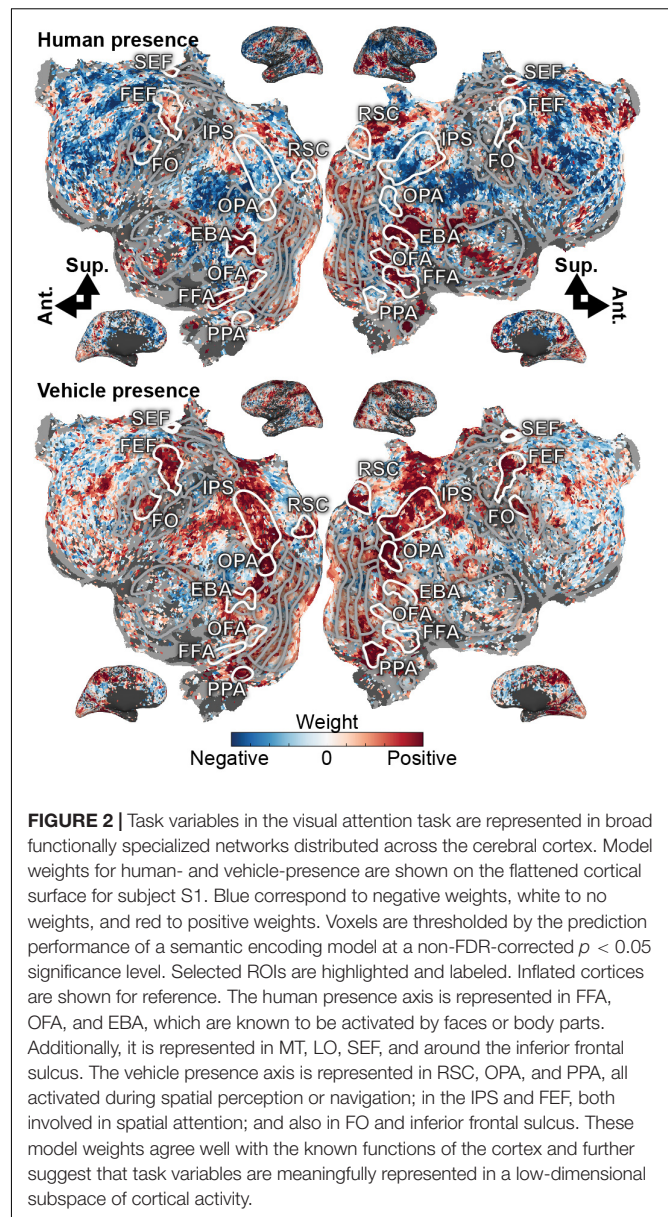 Human presence
SEF
SEF
FEF
FEF
IPS
IPS
RSC
RSC
FO
FO
OPA
OPA
EBA
EBA
OFA
OFA
FFA
FFA
PPA
PPA
Sup.
Ant.
Sup.
Ant.
Vehicle presence
SEF
SEF
FEF
FEF
IPS
RSC
IPS
RSC
FO
FO
OPA
OPA
EBA
EBA
OFA
OFA
FFA
FFA
PPA
PPA
Weight
Negative 0 Positive
FIGURE 2 | Task variables in the visual attention task are represented in broad
functionally specialized networks distributed across the cerebral cortex. Model
weights for human- and vehicle-presence are shown on the flattened cortical
surface for subject S1. Blue correspond to negative weights, white to no
weights, and red to positive weights. Voxels are thresholded by the prediction
performance of a semantic encoding model at a non-FDR-corrected p < 0.05
significance level. Selected ROIs are highlighted and labeled. Inflated cortices
are shown for reference. The human presence axis is represented in FFA,
OFA, and EBA, which are known to be activated by faces or body parts.
Additionally, it is represented in MT, LO, SEF, and around the inferior frontal
sulcus. The vehicle presence axis is represented in RSC, OPA, and PPA, all
activated during spatial perception or navigation; in the IPS and FEF, both
involved in spatial attention; and also in FO and inferior frontal sulcus. These
model weights agree well with the known functions of the cortex and further
suggest that task variables are meaningfully represented in a low-dimensional
subspace of cortical activity.